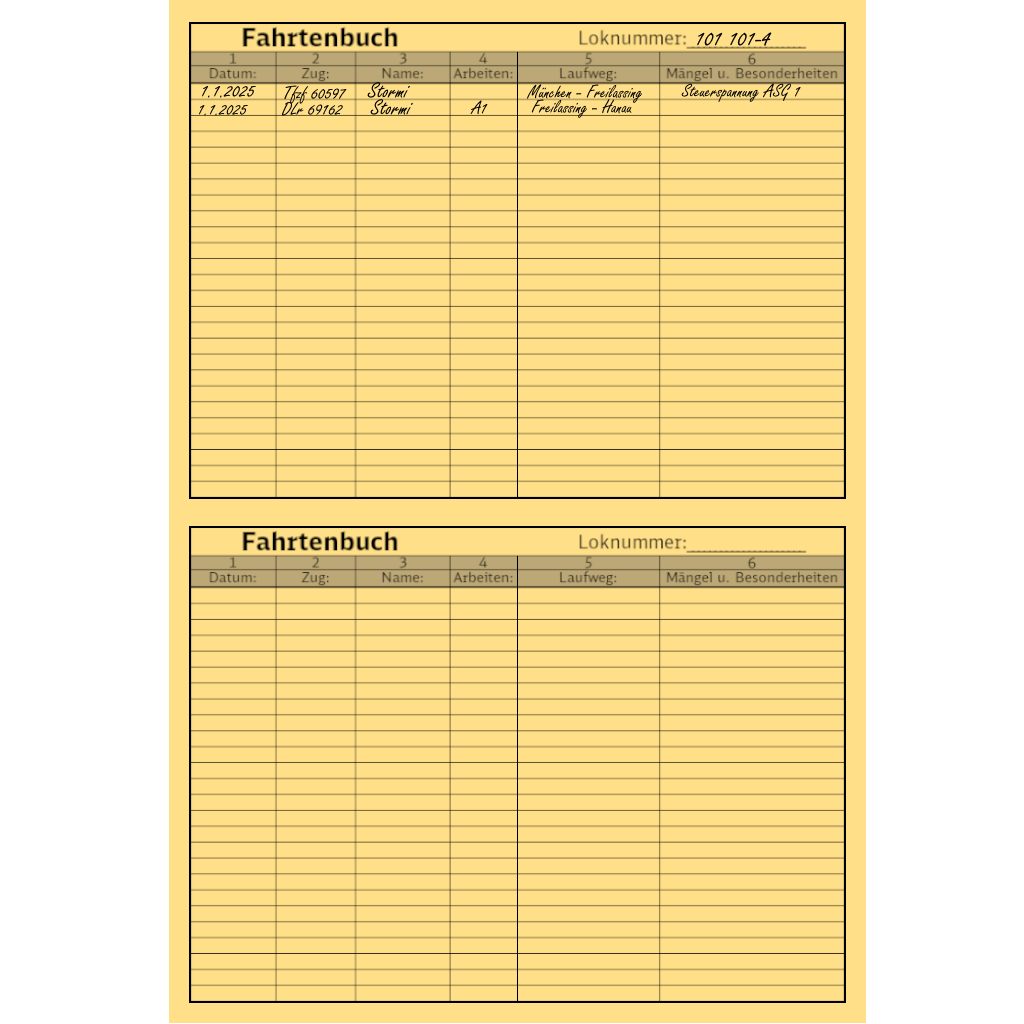 Fahrtenbuch Loknummer: 101 101-4
1 2 3 4 5 6
Datum: Zug: Name: Arbeiten: Laufweg: Mängel u. Besonderheiten
1.1.2025 Tfzf 60597 Stormi München - Freilassing Steuerspannung ASG 1
1.1.2025 DLr 69162 Stormi A1 Freilassing - Hanau
Fahrtenbuch Loknummer:
1 2 3 4 5 6
Datum: Zug: Name: Arbeiten: Laufweg: Mängel u. Besonderheiten